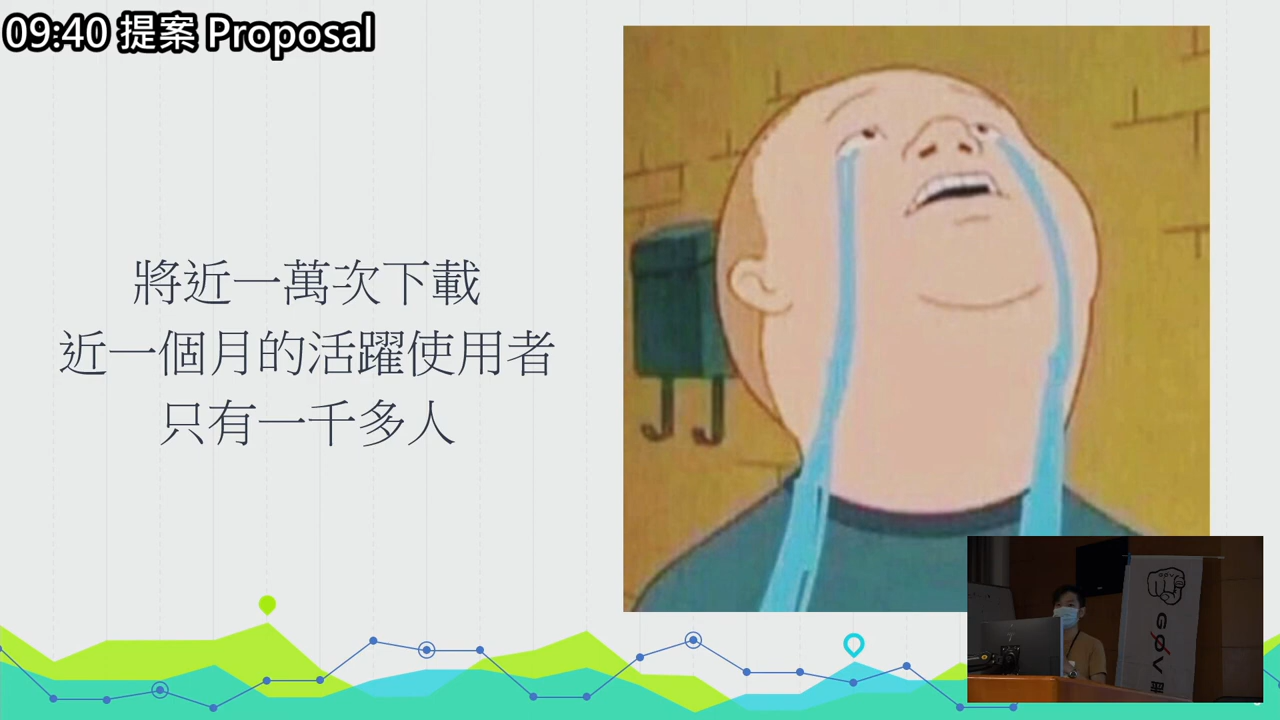 09:40 提案 Proposal
將近一萬次下載
近一個月的活躍使用者
只有一千多人
G0V